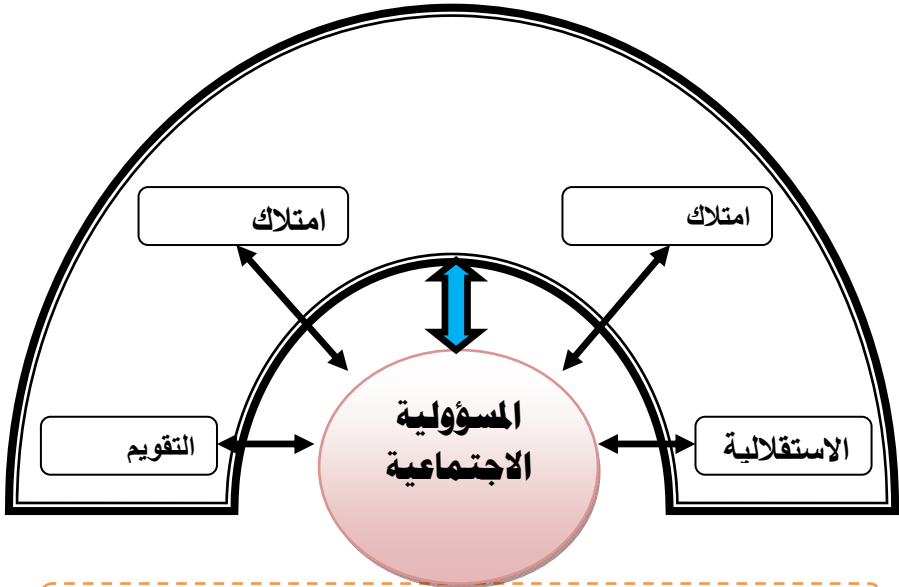 امتلاك
امتلاك
المسؤولية
الاجتماعية
الاستقلالية
التقويم